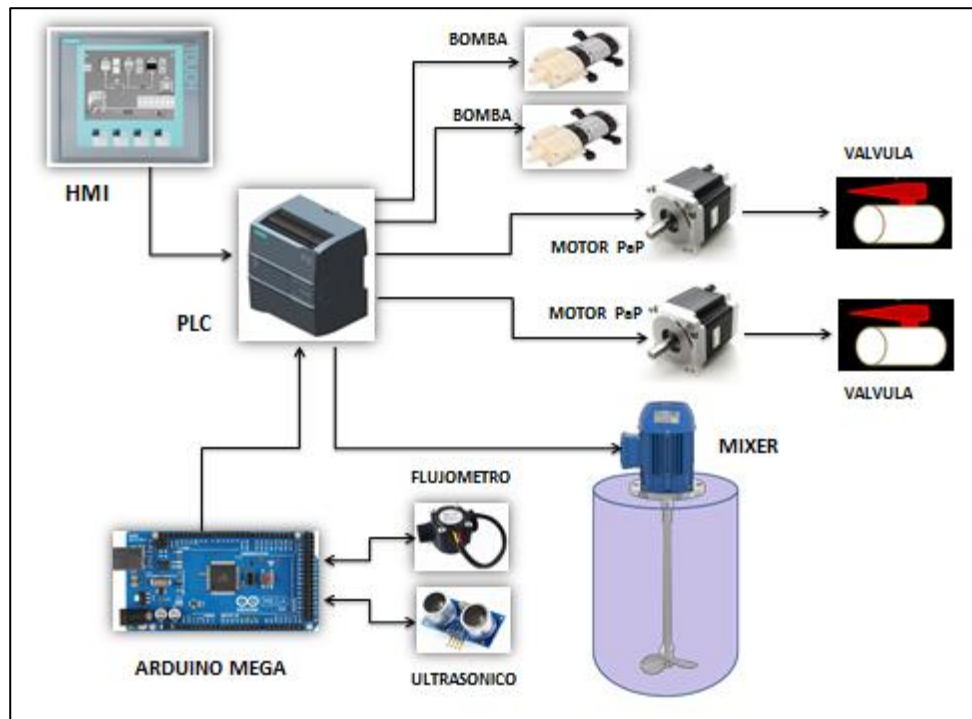 BOMBA
BOMBA
HMI
VALVULA
MOTOR PaP
PLC
MOTOR PaP
VALVULA
MIXER
FLUJOMETRO
ARDUINO MEGA
ULTRASONICO